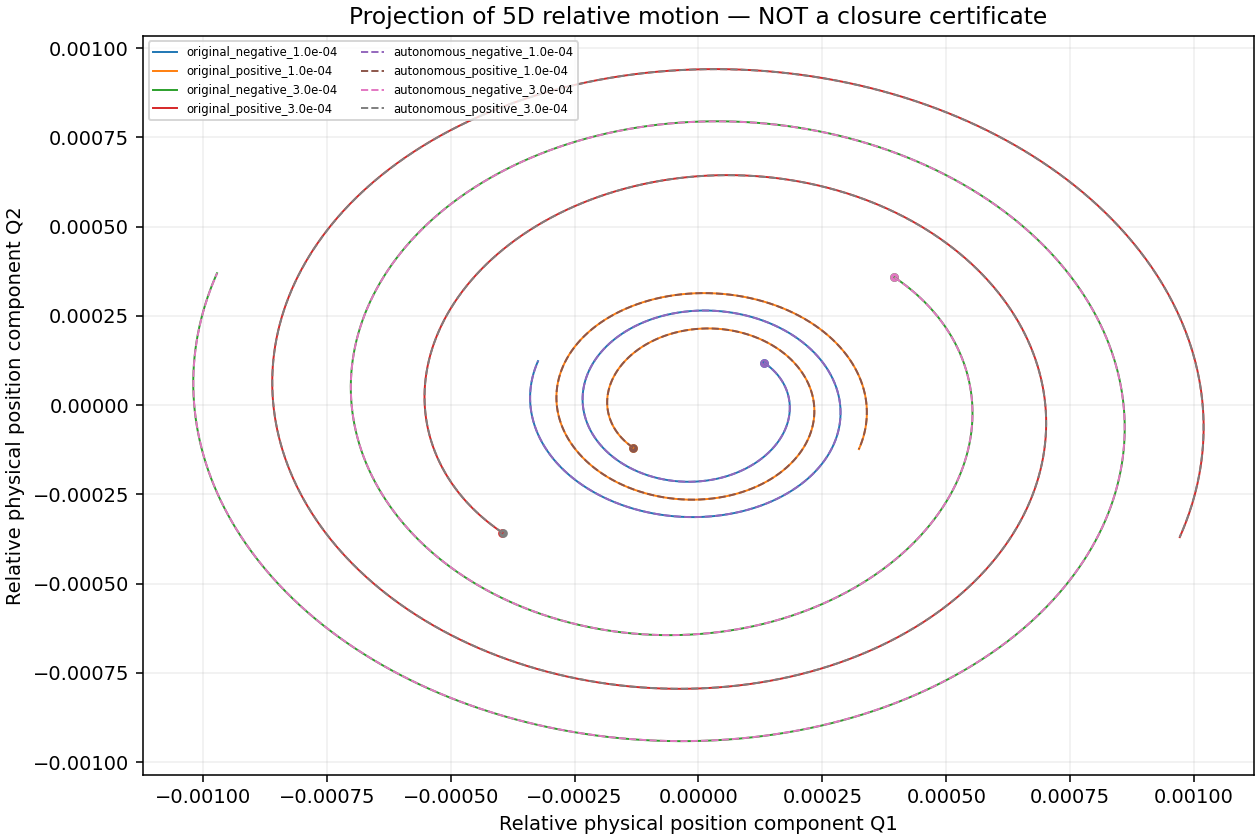 Projection of 5D relative motion — NOT a closure certificate
original_negative_1.0e-04
original_positive_1.0e-04
original_negative_3.0e-04
original_positive_3.0e-04
autonomous_negative_1.0e-04
autonomous_positive_1.0e-04
autonomous_negative_3.0e-04
autonomous_positive_3.0e-04
Relative physical position component Q2
0.00100
0.00075
0.00050
0.00025
0.00000
−0.00025
−0.00050
−0.00075
−0.00100
−0.00100 −0.00075 −0.00050 −0.00025 0.00000 0.00025 0.00050 0.00075 0.00100
Relative physical position component Q1